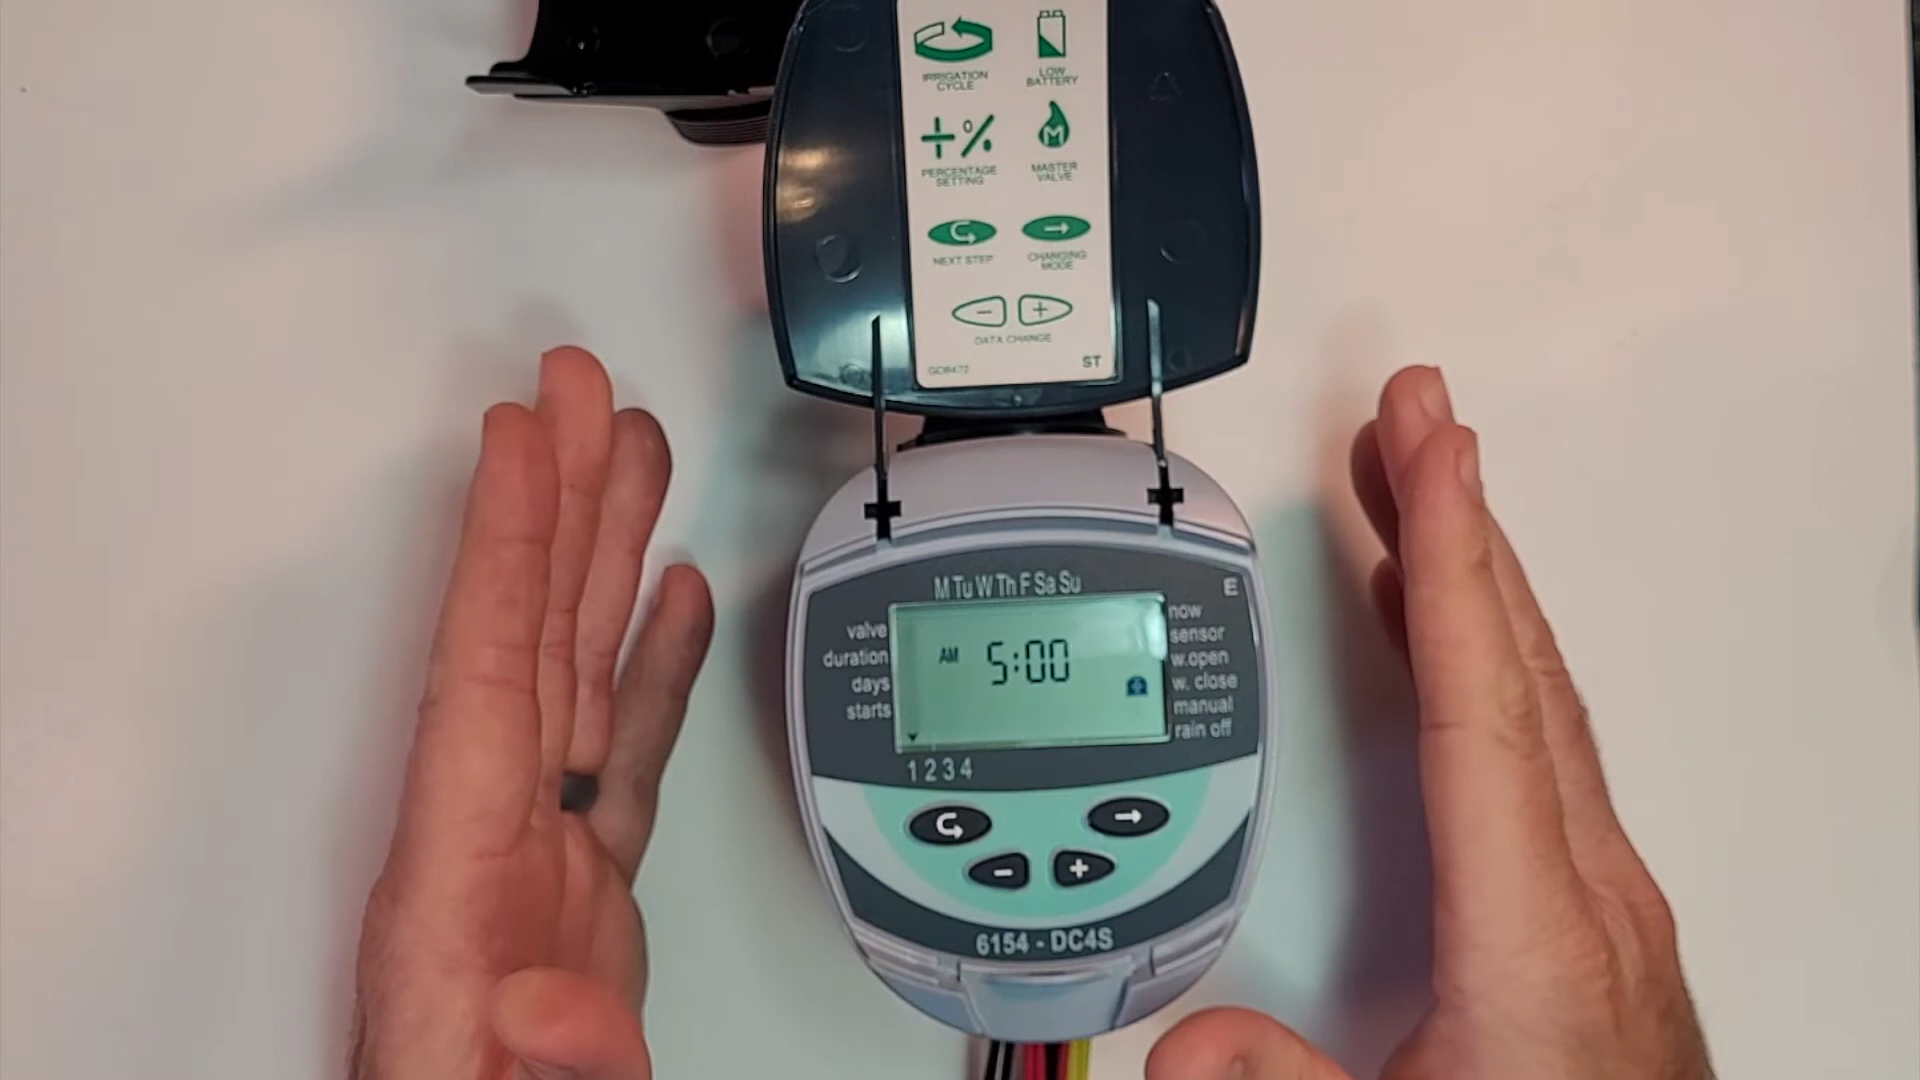 IRRIGATION
CYCLE
LOW
BATTERY
+%
M
PERCENTAGE
SETTING
MASTER
VALVE
NEXT STEP
CHANGING
MODE
- +
DATA CHANGE
ST
M Tu W Th F Sa Su
E
valve
duration
days
starts
AM 5:00
now
sensor
w.open
w. close
manual
rain off
1 2 3 4
- +
6154 - DC4S